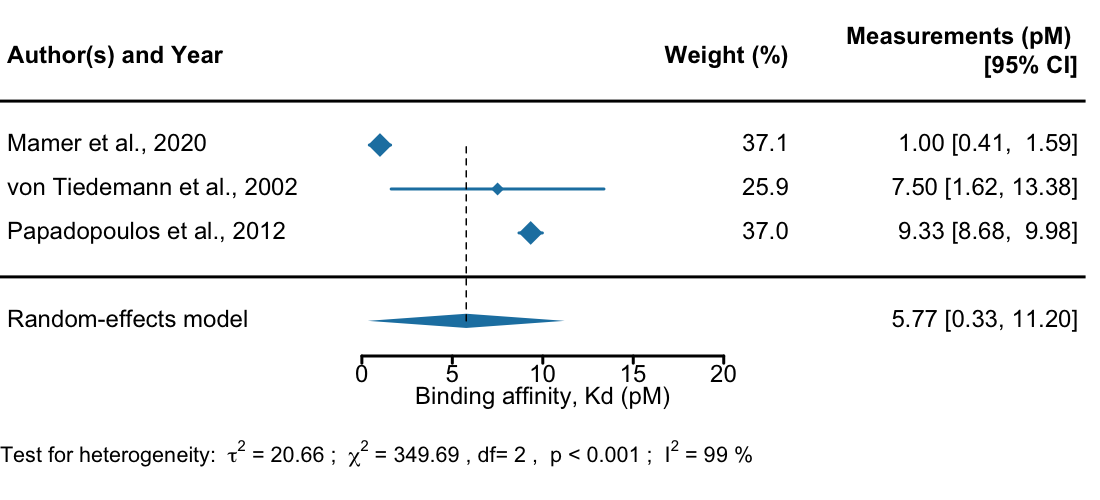 Author(s) and Year Weight (%) Measurements (pM) [95% CI]
Mamer et al., 2020 37.1 1.00 [0.41, 1.59]
von Tiedemann et al., 2002 25.9 7.50 [1.62, 13.38]
Papadopoulos et al., 2012 37.0 9.33 [8.68, 9.98]
Random-effects model 5.77 [0.33, 11.20]
0 5 10 15 20
Binding affinity, Kd (pM)
Test for heterogeneity: τ² = 20.66 ; χ² = 349.69 , df= 2 , p < 0.001 ; I² = 99 %